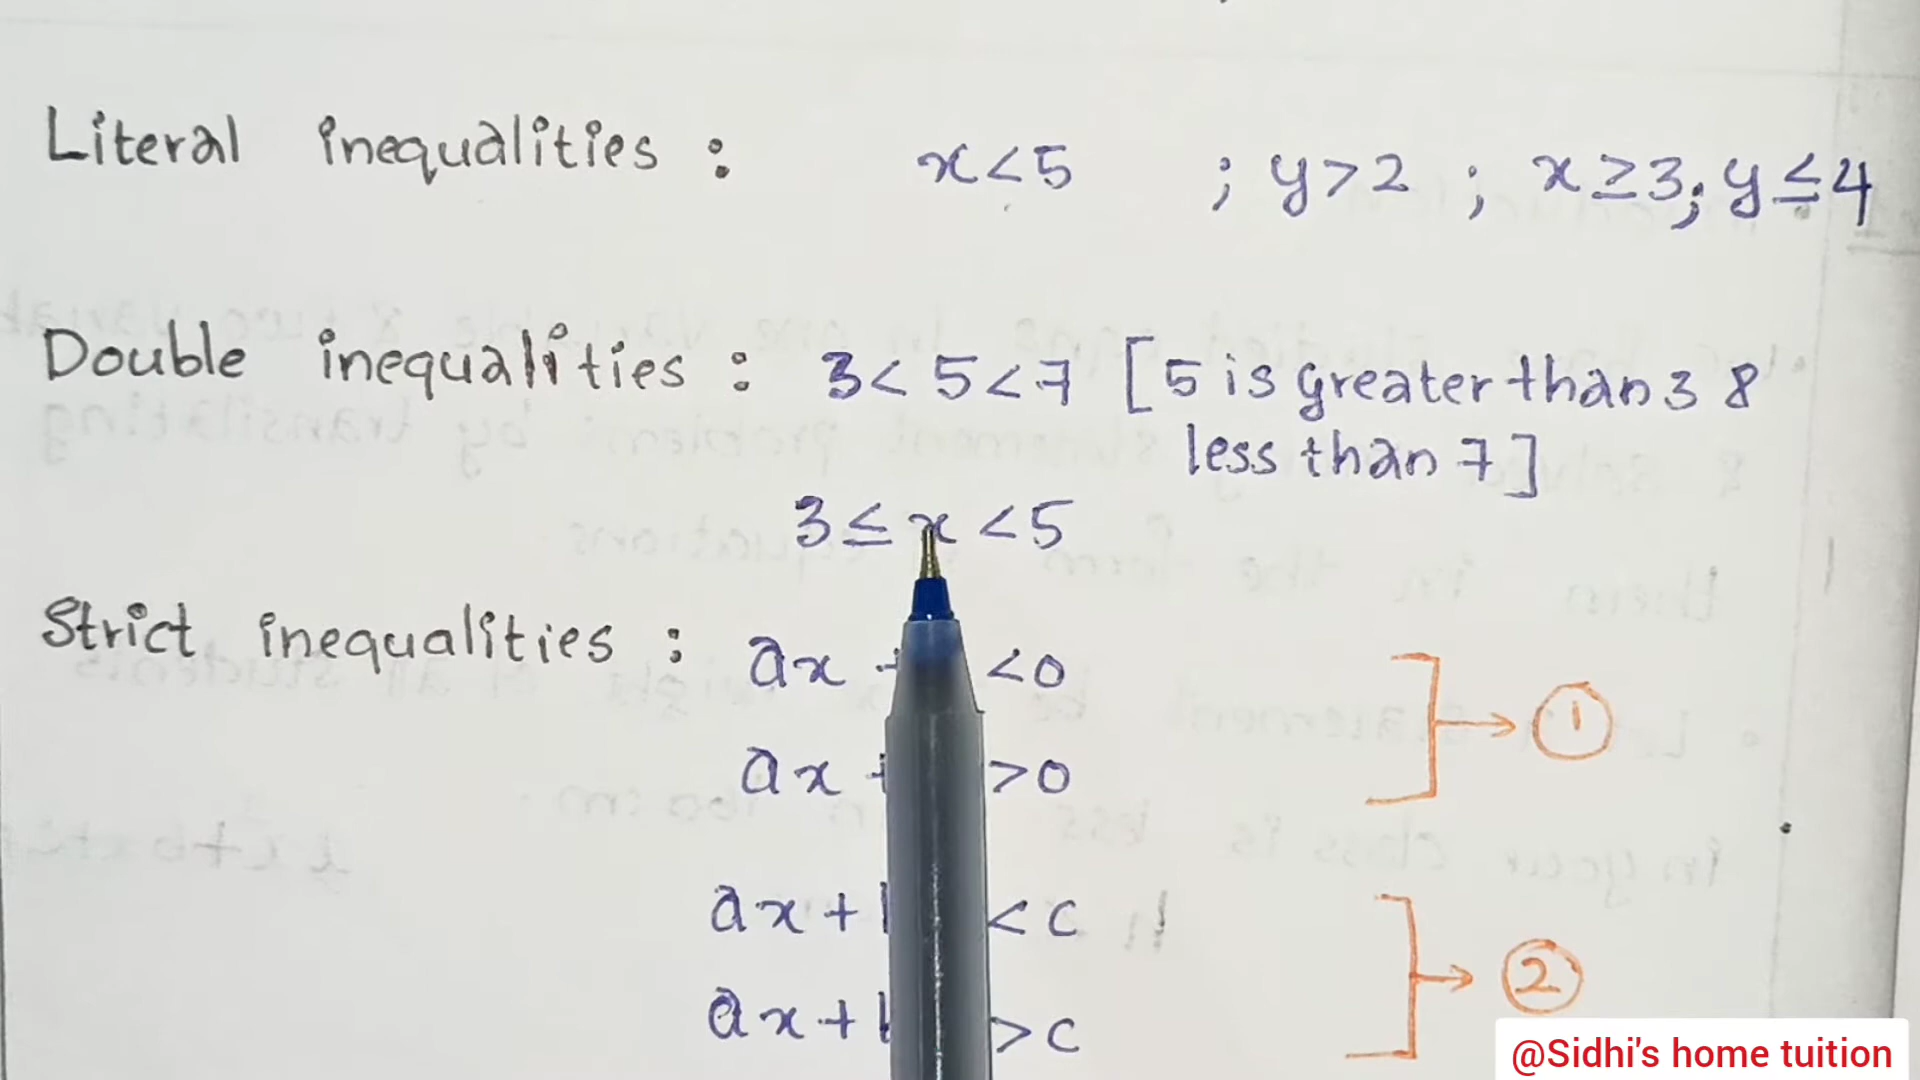 Literal inequalities : x<5 ; y>2 ; x≥3; y≤4
Double inequalities : 3<5<7 [5 is greater than 3 &
less than 7]
3≤x<5
Strict inequalities : ax + <0
ax + >0
→ 1
ax + <c
ax + >c
→ 2
@Sidhi's home tuition